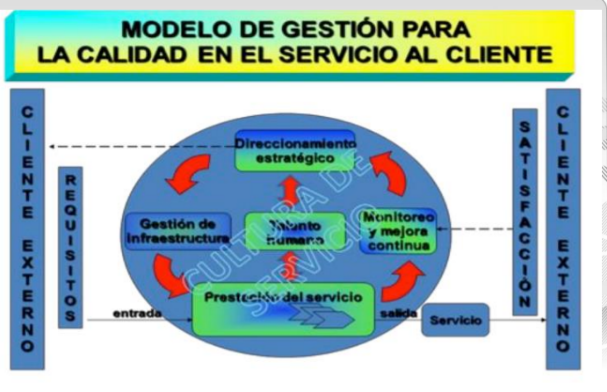 MODELO DE GESTIÓN PARA
LA CALIDAD EN EL SERVICIO AL CLIENTE
CLIENTE EXTERNO
REQUISITOS
Direccionamiento
estratégico
Gestión de
infraestructura
Talento
humano
Monitoreo
y mejora
continua
CULTURA DE
SERVICIO
Prestación del servicio
entrada
salida
Servicio
SATISFACCIÒN
CLIENTE EXTERNO